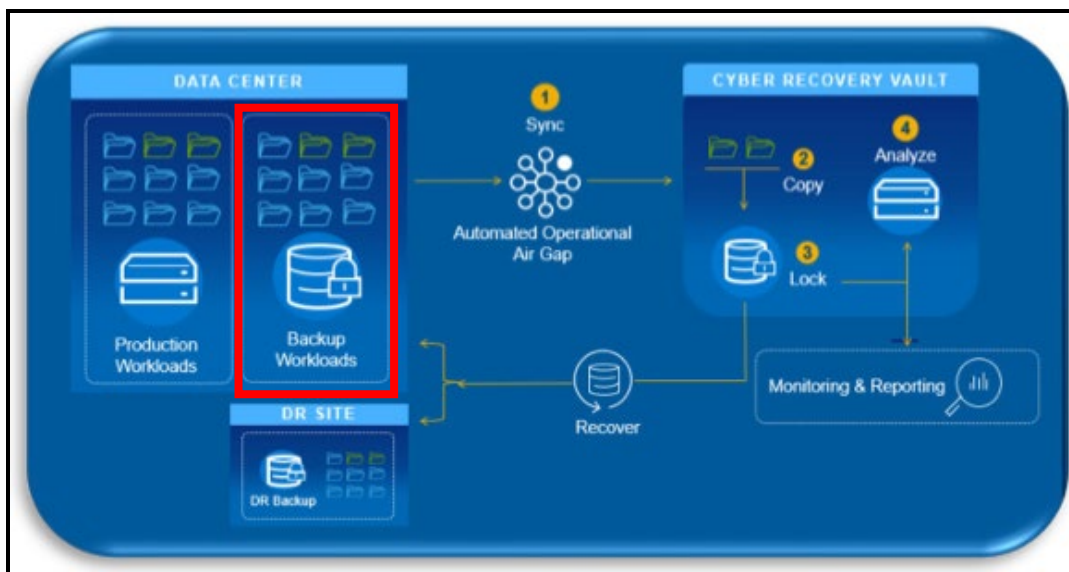 DATA CENTER
Production
Workloads
Backup
Workloads
DR SITE
DR Backup
1
Sync
Automated Operational
Air Gap
CYBER RECOVERY VAULT
2
Copy
3
Lock
4
Analyze
Recover
Monitoring & Reporting